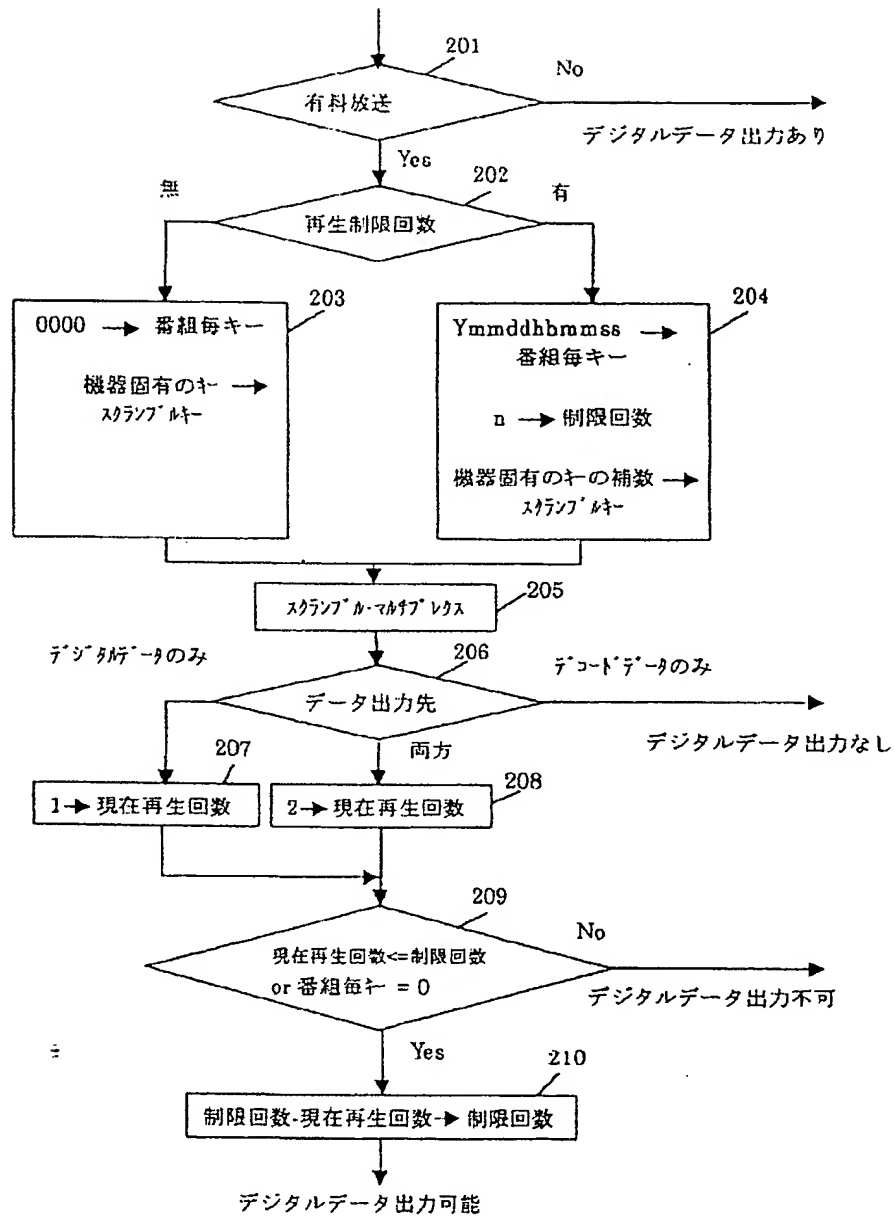 201
No
有料放送
デジタルデータ出力あり
Yes
202
無
有
再生制限回数
203
204
0000 → 番組毎キー
機器固有のキー →
スクランブルキー
Ymmddhhmmss →
番組毎キー
n → 制限回数
機器固有のキーの補数 →
スクランブルキー
スクランブル・マルチプレクス
205
デジタルデータのみ
206
デコードデータのみ
データ出力先
デジタルデータ出力なし
207
両方
208
1→現在再生回数
2→現在再生回数
209
No
現在再生回数<=制限回数
or 番組毎キー = 0
デジタルデータ出力不可
Yes
210
制限回数-現在再生回数→制限回数
デジタルデータ出力可能